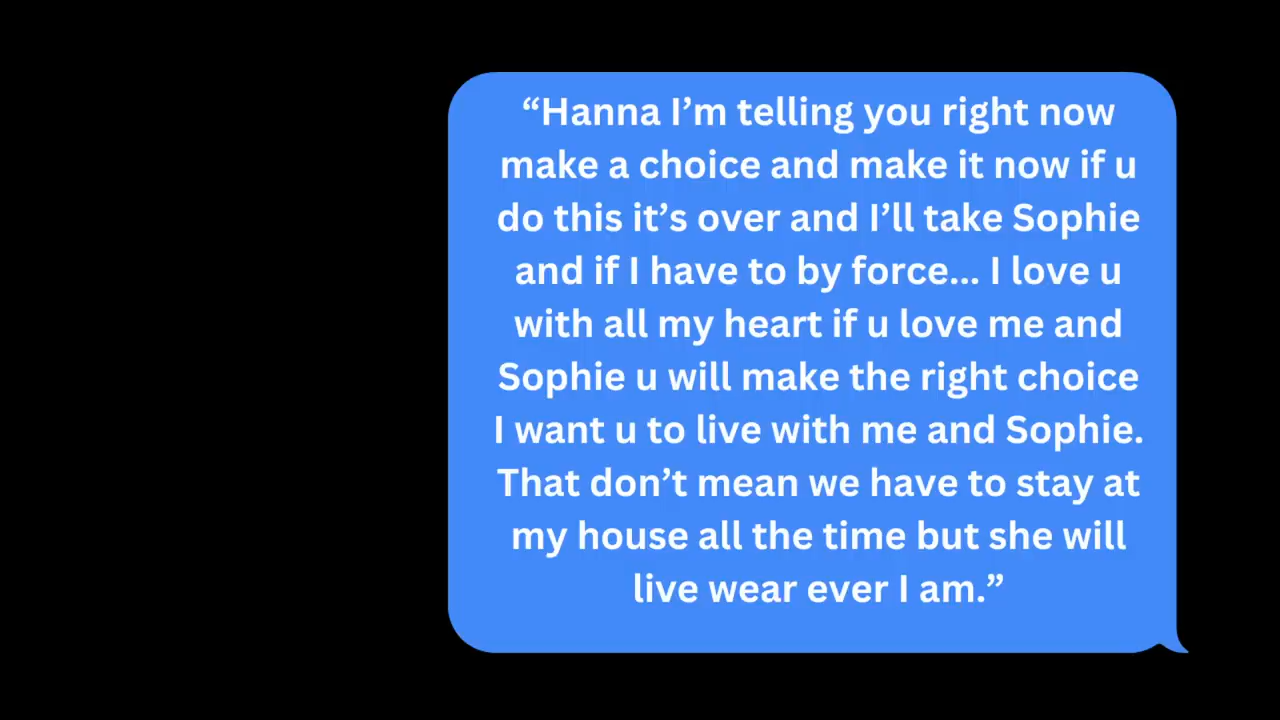 “Hanna I’m telling you right now
make a choice and make it now if u
do this it’s over and I’ll take Sophie
and if I have to by force... I love u
with all my heart if u love me and
Sophie u will make the right choice
I want u to live with me and Sophie.
That don’t mean we have to stay at
my house all the time but she will
live wear ever I am.”